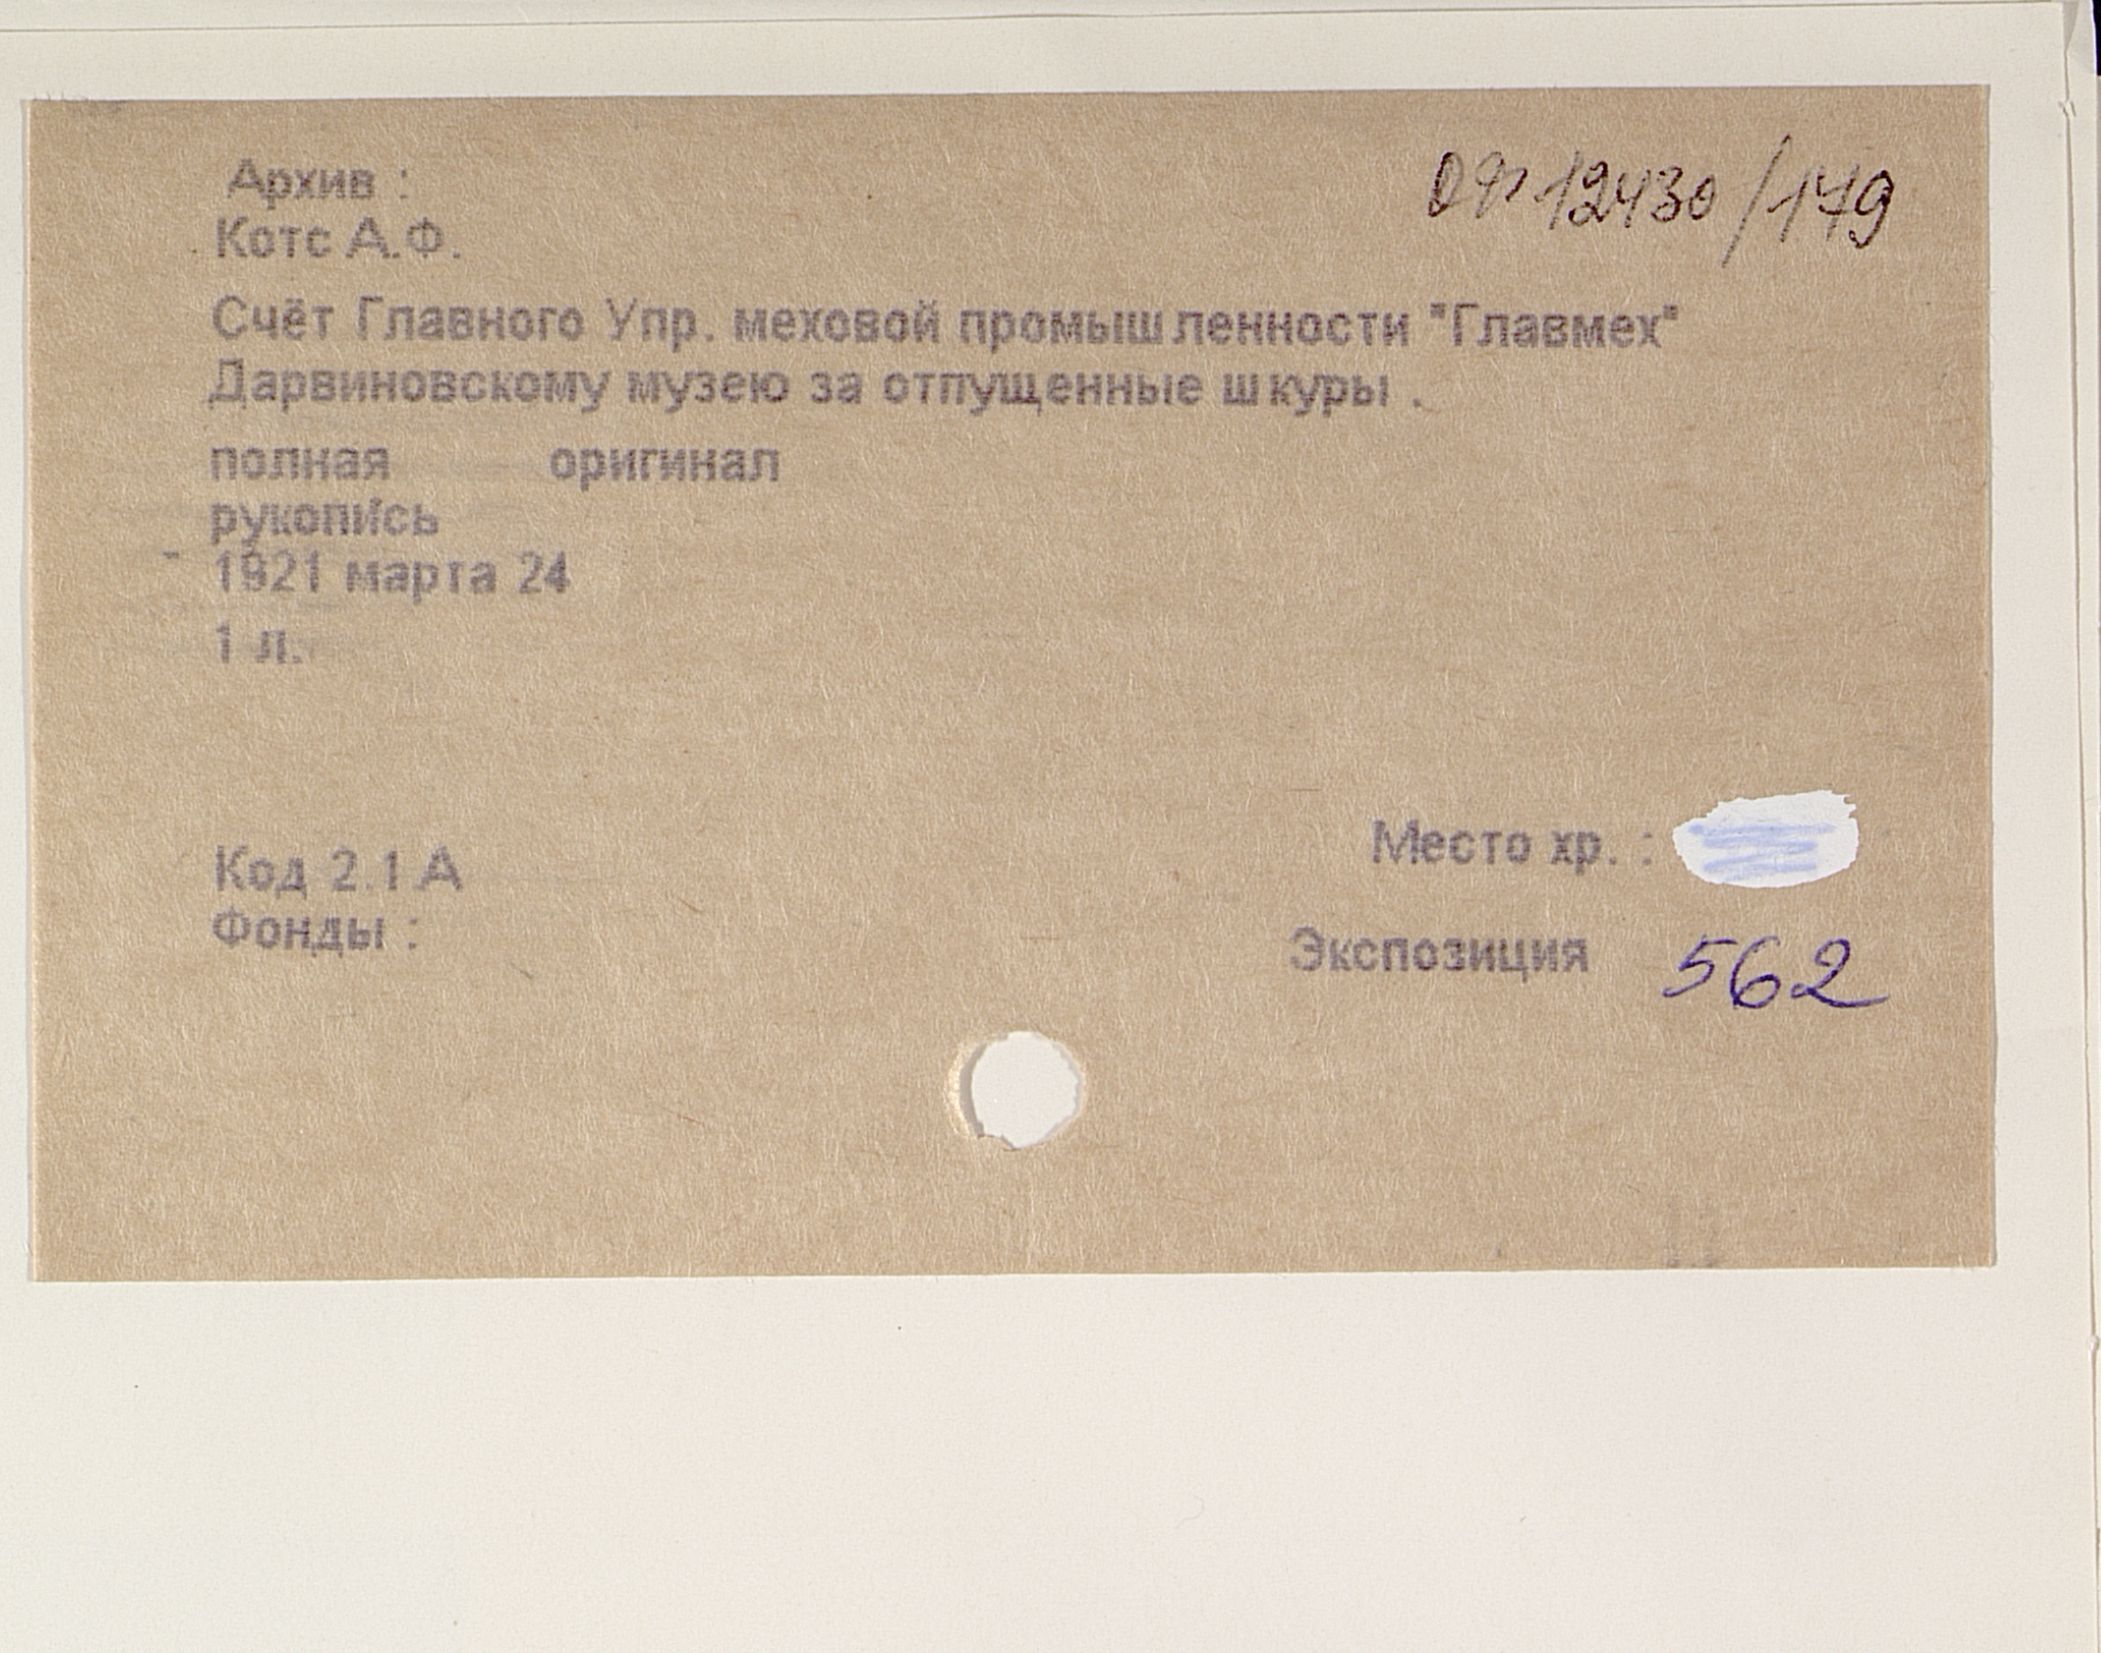 Архив :
ОФ 12430/179
Котс А.Ф.
Счёт Главного Упр. меховой промышленности "Главмех"
Дарвиновскому музею за отпущенные шкуры .
полная оригинал
рукопись
1921 марта 24
1 л.
Место хр. :
Код 2.1 А
Фонды :
Экспозиция 562